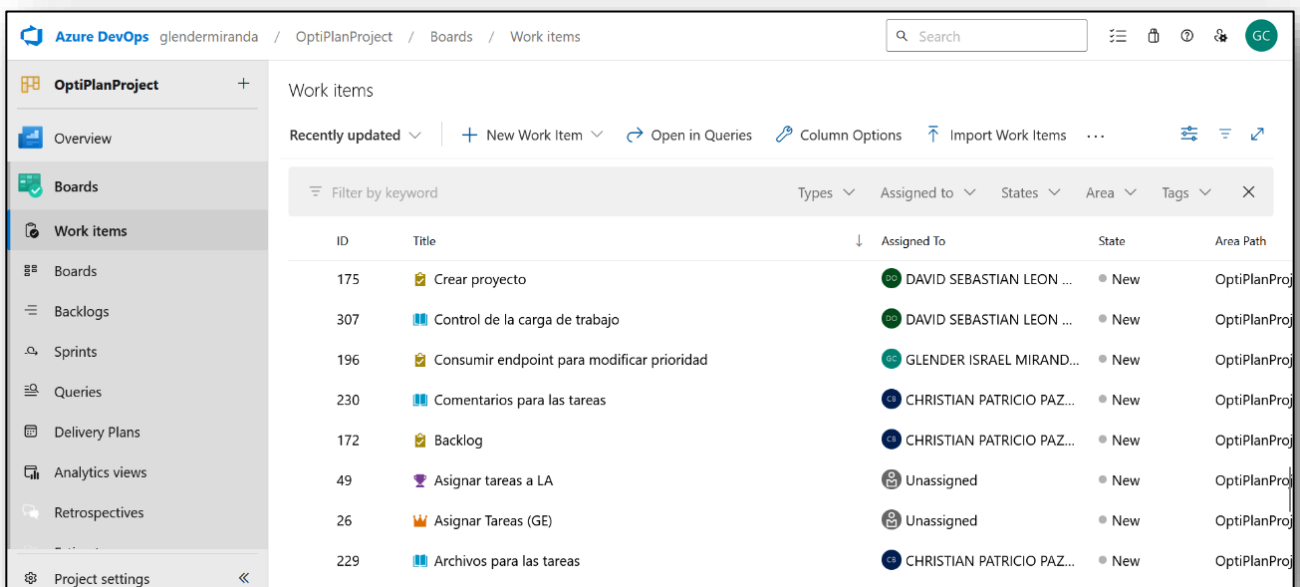 Azure DevOps glendermiranda / OptiPlanProject / Boards / Work items
Search
GC
OptiPlanProject +
Overview
Boards
Work items
Boards
Backlogs
Sprints
Queries
Delivery Plans
Analytics views
Retrospectives
Project settings
Work items
Recently updated
New Work Item
Open in Queries
Column Options
Import Work Items
Filter by keyword Types Assigned to States Area Tags
ID Title Assigned To State Area Path
175 Crear proyecto DO DAVID SEBASTIAN LEON ... New OptiPlanProj
307 Control de la carga de trabajo DO DAVID SEBASTIAN LEON ... New OptiPlanProj
196 Consumir endpoint para modificar prioridad GC GLENDER ISRAEL MIRAND... New OptiPlanProj
230 Comentarios para las tareas CB CHRISTIAN PATRICIO PAZ... New OptiPlanProj
172 Backlog CB CHRISTIAN PATRICIO PAZ... New OptiPlanProj
49 Asignar tareas a LA Unassigned New OptiPlanProj
26 Asignar Tareas (GE) Unassigned New OptiPlanProj
229 Archivos para las tareas CB CHRISTIAN PATRICIO PAZ... New OptiPlanProj